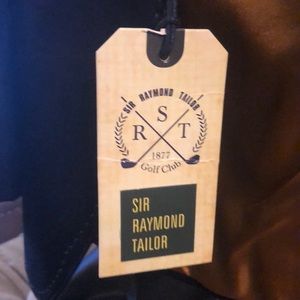 SIR RAYMOND TAILOR
S
R T
1877
Golf Club
SIR
RAYMOND
TAILOR